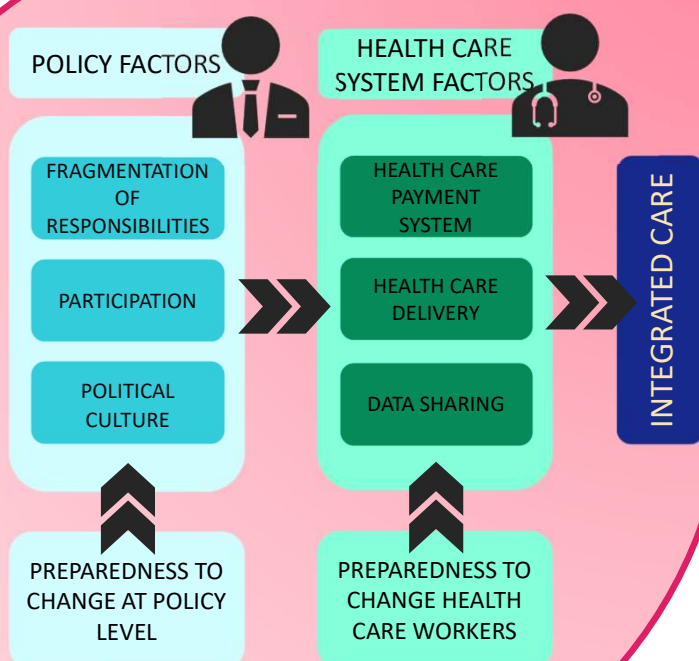 POLICY FACTORS
FRAGMENTATION
OF
RESPONSIBILITIES
PARTICIPATION
POLITICAL
CULTURE
PREPAREDNESS TO
CHANGE AT POLICY
LEVEL
HEALTH CARE
SYSTEM FACTORS
HEALTH CARE
PAYMENT
SYSTEM
HEALTH CARE
DELIVERY
DATA SHARING
PREPAREDNESS TO
CHANGE HEALTH
CARE WORKERS
INTEGRATED CARE